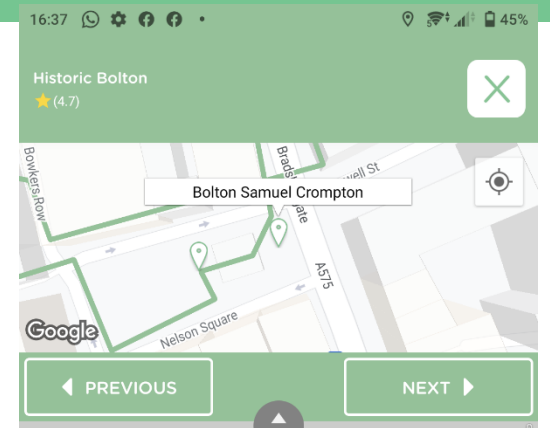 16:37
45%
Historic Bolton
(4.7)
Bowkers Row
Bolton Samuel Crompton
A575
Nelson Square
Google
PREVIOUS
NEXT